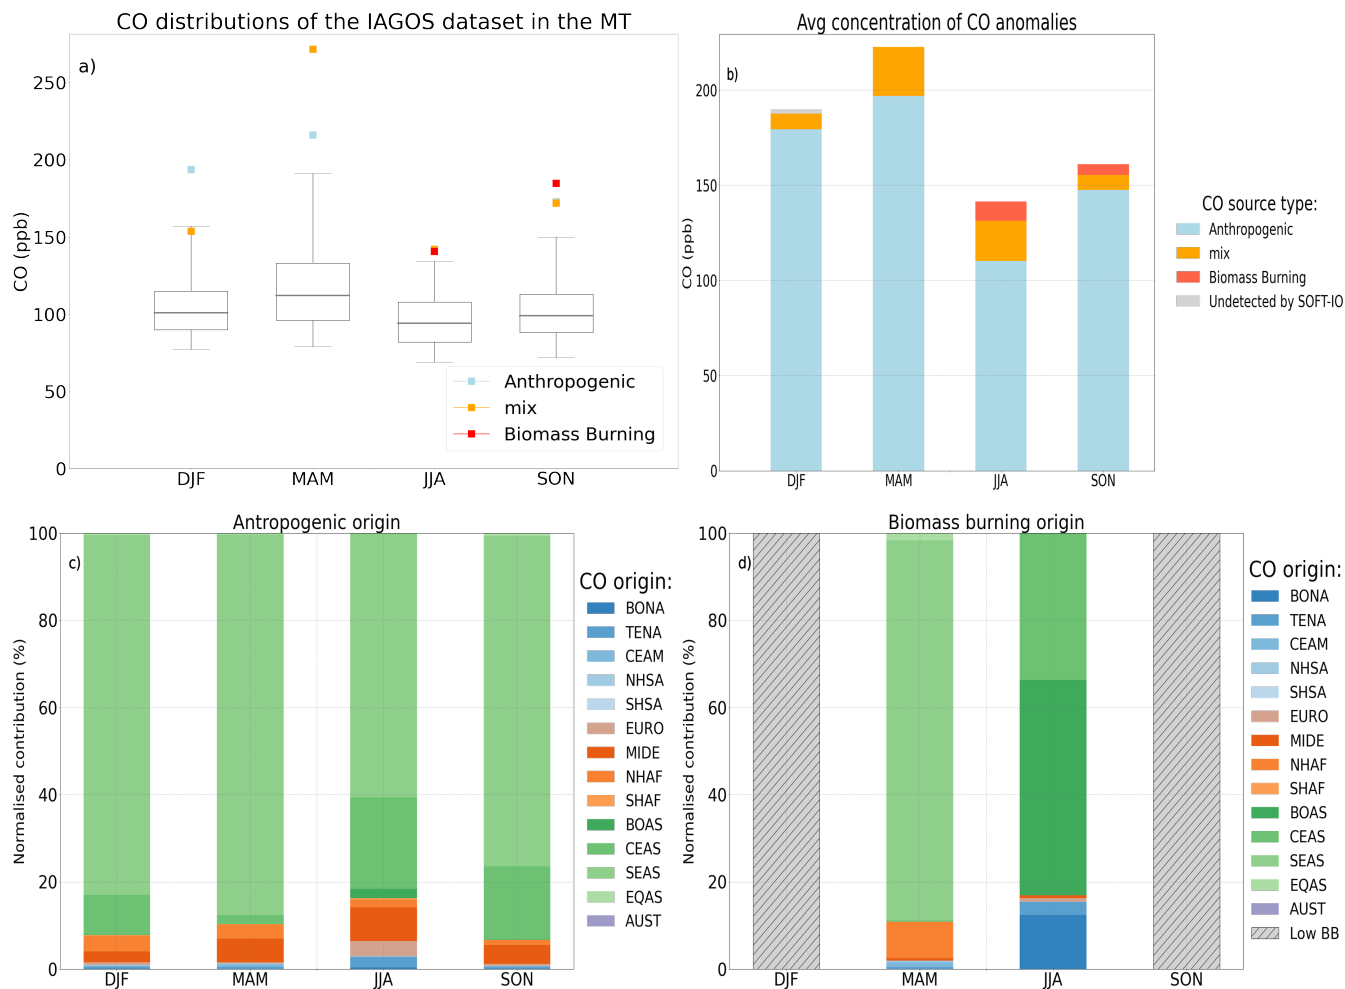 CO distributions of the IAGOS dataset in the MT
a)
CO (ppb)
250
200
150
100
50
0
DJF MAM JJA SON
Anthropogenic
mix
Biomass Burning
Avg concentration of CO anomalies
b)
CO (ppb)
200
150
100
50
0
DJF MAM JJA SON
CO source type:
Anthropogenic
mix
Biomass Burning
Undetected by SOFT-IO
Antropogenic origin
c)
Normalised contribution (%)
100
80
60
40
20
0
DJF MAM JJA SON
CO origin:
BONA
TENA
CEAM
NHSA
SHSA
EURO
MIDE
NHAF
SHAF
BOAS
CEAS
SEAS
EQAS
AUST
Biomass burning origin
d)
Normalised contribution (%)
100
80
60
40
20
0
DJF MAM JJA SON
CO origin:
BONA
TENA
CEAM
NHSA
SHSA
EURO
MIDE
NHAF
SHAF
BOAS
CEAS
SEAS
EQAS
AUST
Low BB